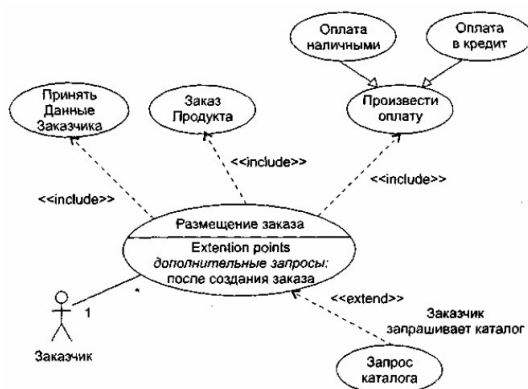 Оплата
наличными
Оплата
в кредит
Принять
Данные
Заказчика
Заказ
Продукта
Произвести
оплату
<<include>>
<<include>>
<<include>>
Размещение заказа
Extention points
дополнительные запросы:
после создания заказа
1
*
Заказчик
<<extend>>
Заказчик
запрашивает каталог
Запрос
каталога